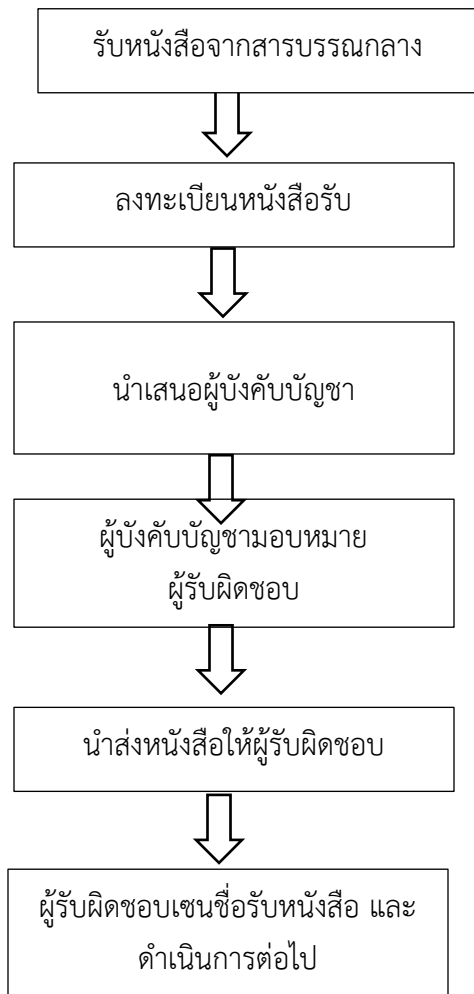 รับหนังสือจากสารบรรณกลาง
ลงทะเบียนหนังสือรับ
นำเสนอผู้บังคับบัญชา
ผู้บังคับบัญชามอบหมาย
ผู้รับผิดชอบ
นำส่งหนังสือให้ผู้รับผิดชอบ
ผู้รับผิดชอบเซนชื่อรับหนังสือ และ
ดำเนินการต่อไป